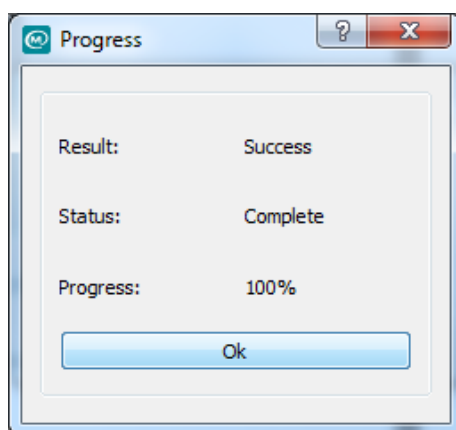 Progress
Result: Success
Status: Complete
Progress: 100%
Ok